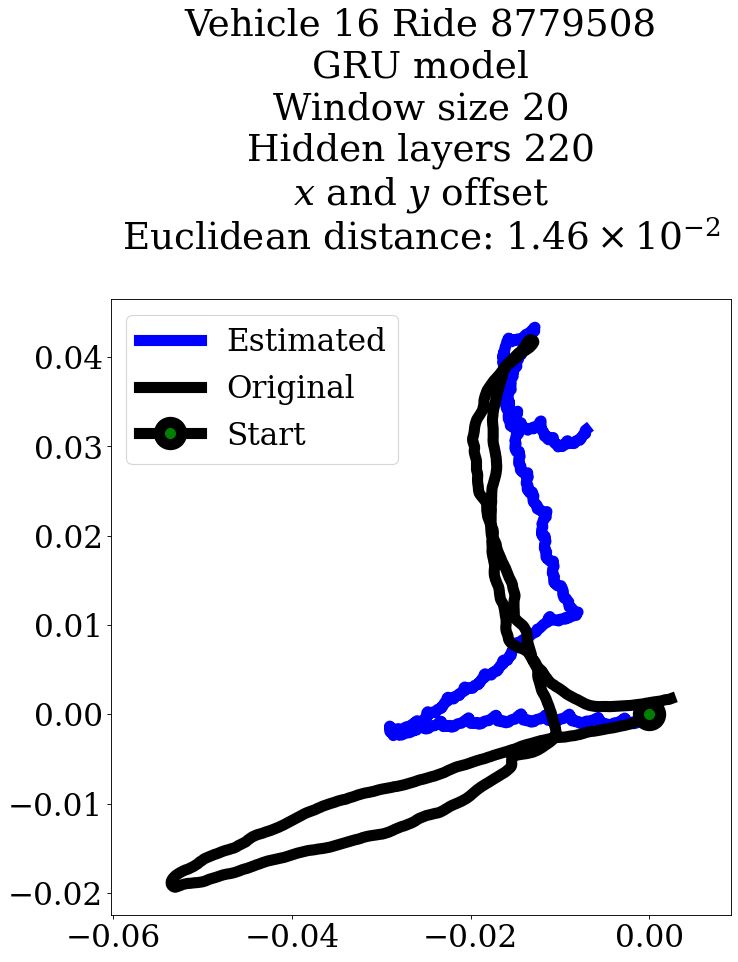 Vehicle 16 Ride 8779508
GRU model
Window size 20
Hidden layers 220
x and y offset
Euclidean distance: 1.46 × 10⁻²
Estimated
Original
Start
0.04
0.03
0.02
0.01
0.00
−0.01
−0.02
−0.06 −0.04 −0.02 0.00